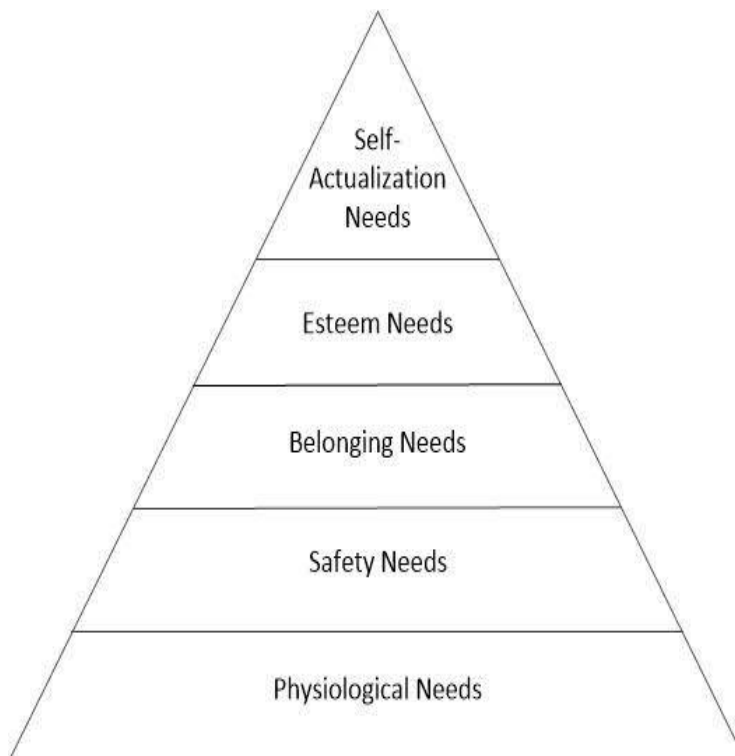 Self-
Actualization
Needs
Esteem Needs
Belonging Needs
Safety Needs
Physiological Needs